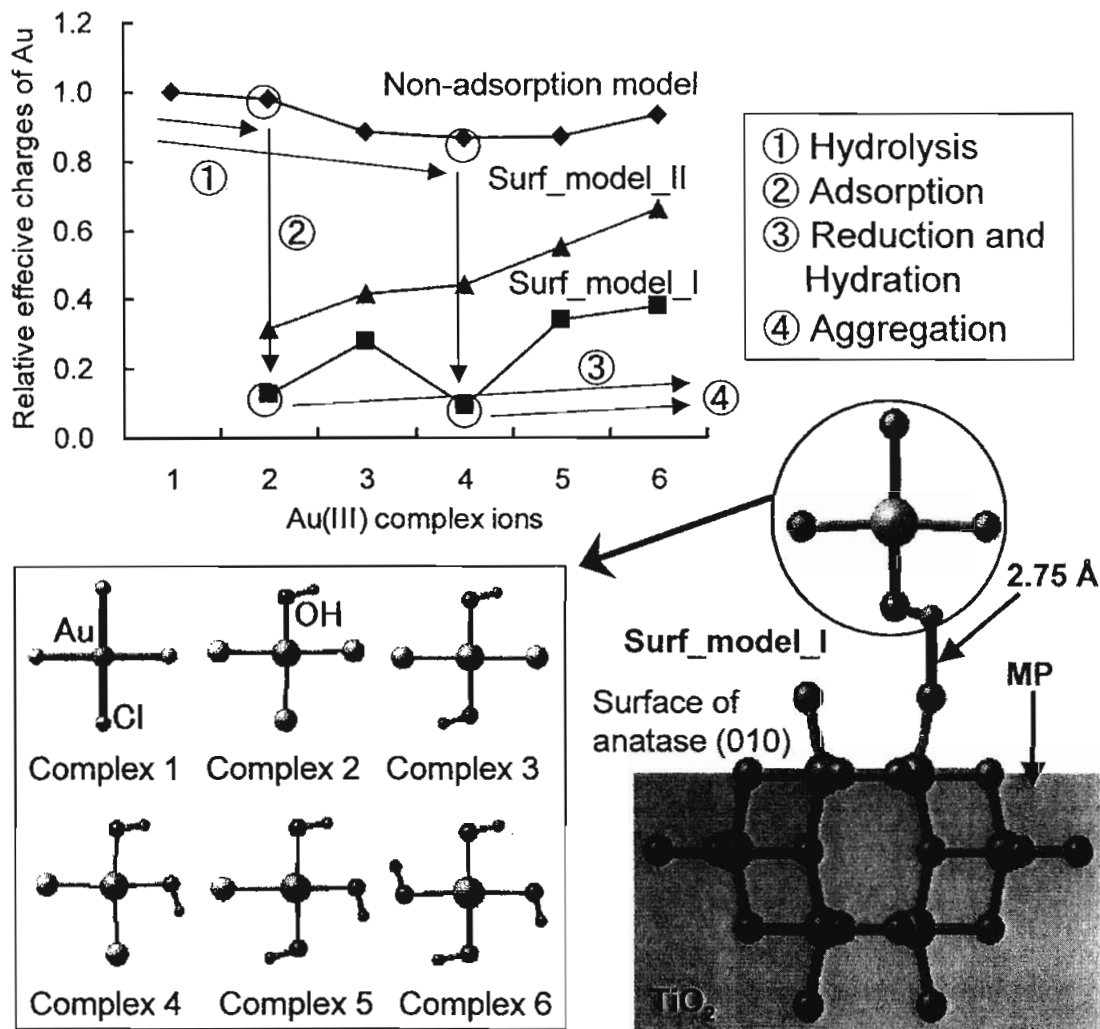 Relative effective charges of Au
1.2
1.0
0.8
0.6
0.4
0.2
0.0
Non-adsorption model
Surf_model_II
Surf_model_I
①
②
③
④
1 2 3 4 5 6
Au(III) complex ions
① Hydrolysis
② Adsorption
③ Reduction and
Hydration
④ Aggregation
Au
Cl
OH
Complex 1 Complex 2 Complex 3
Complex 4 Complex 5 Complex 6
2.75 Å
Surf_model_I
MP
Surface of
anatase (010)
TiO₂